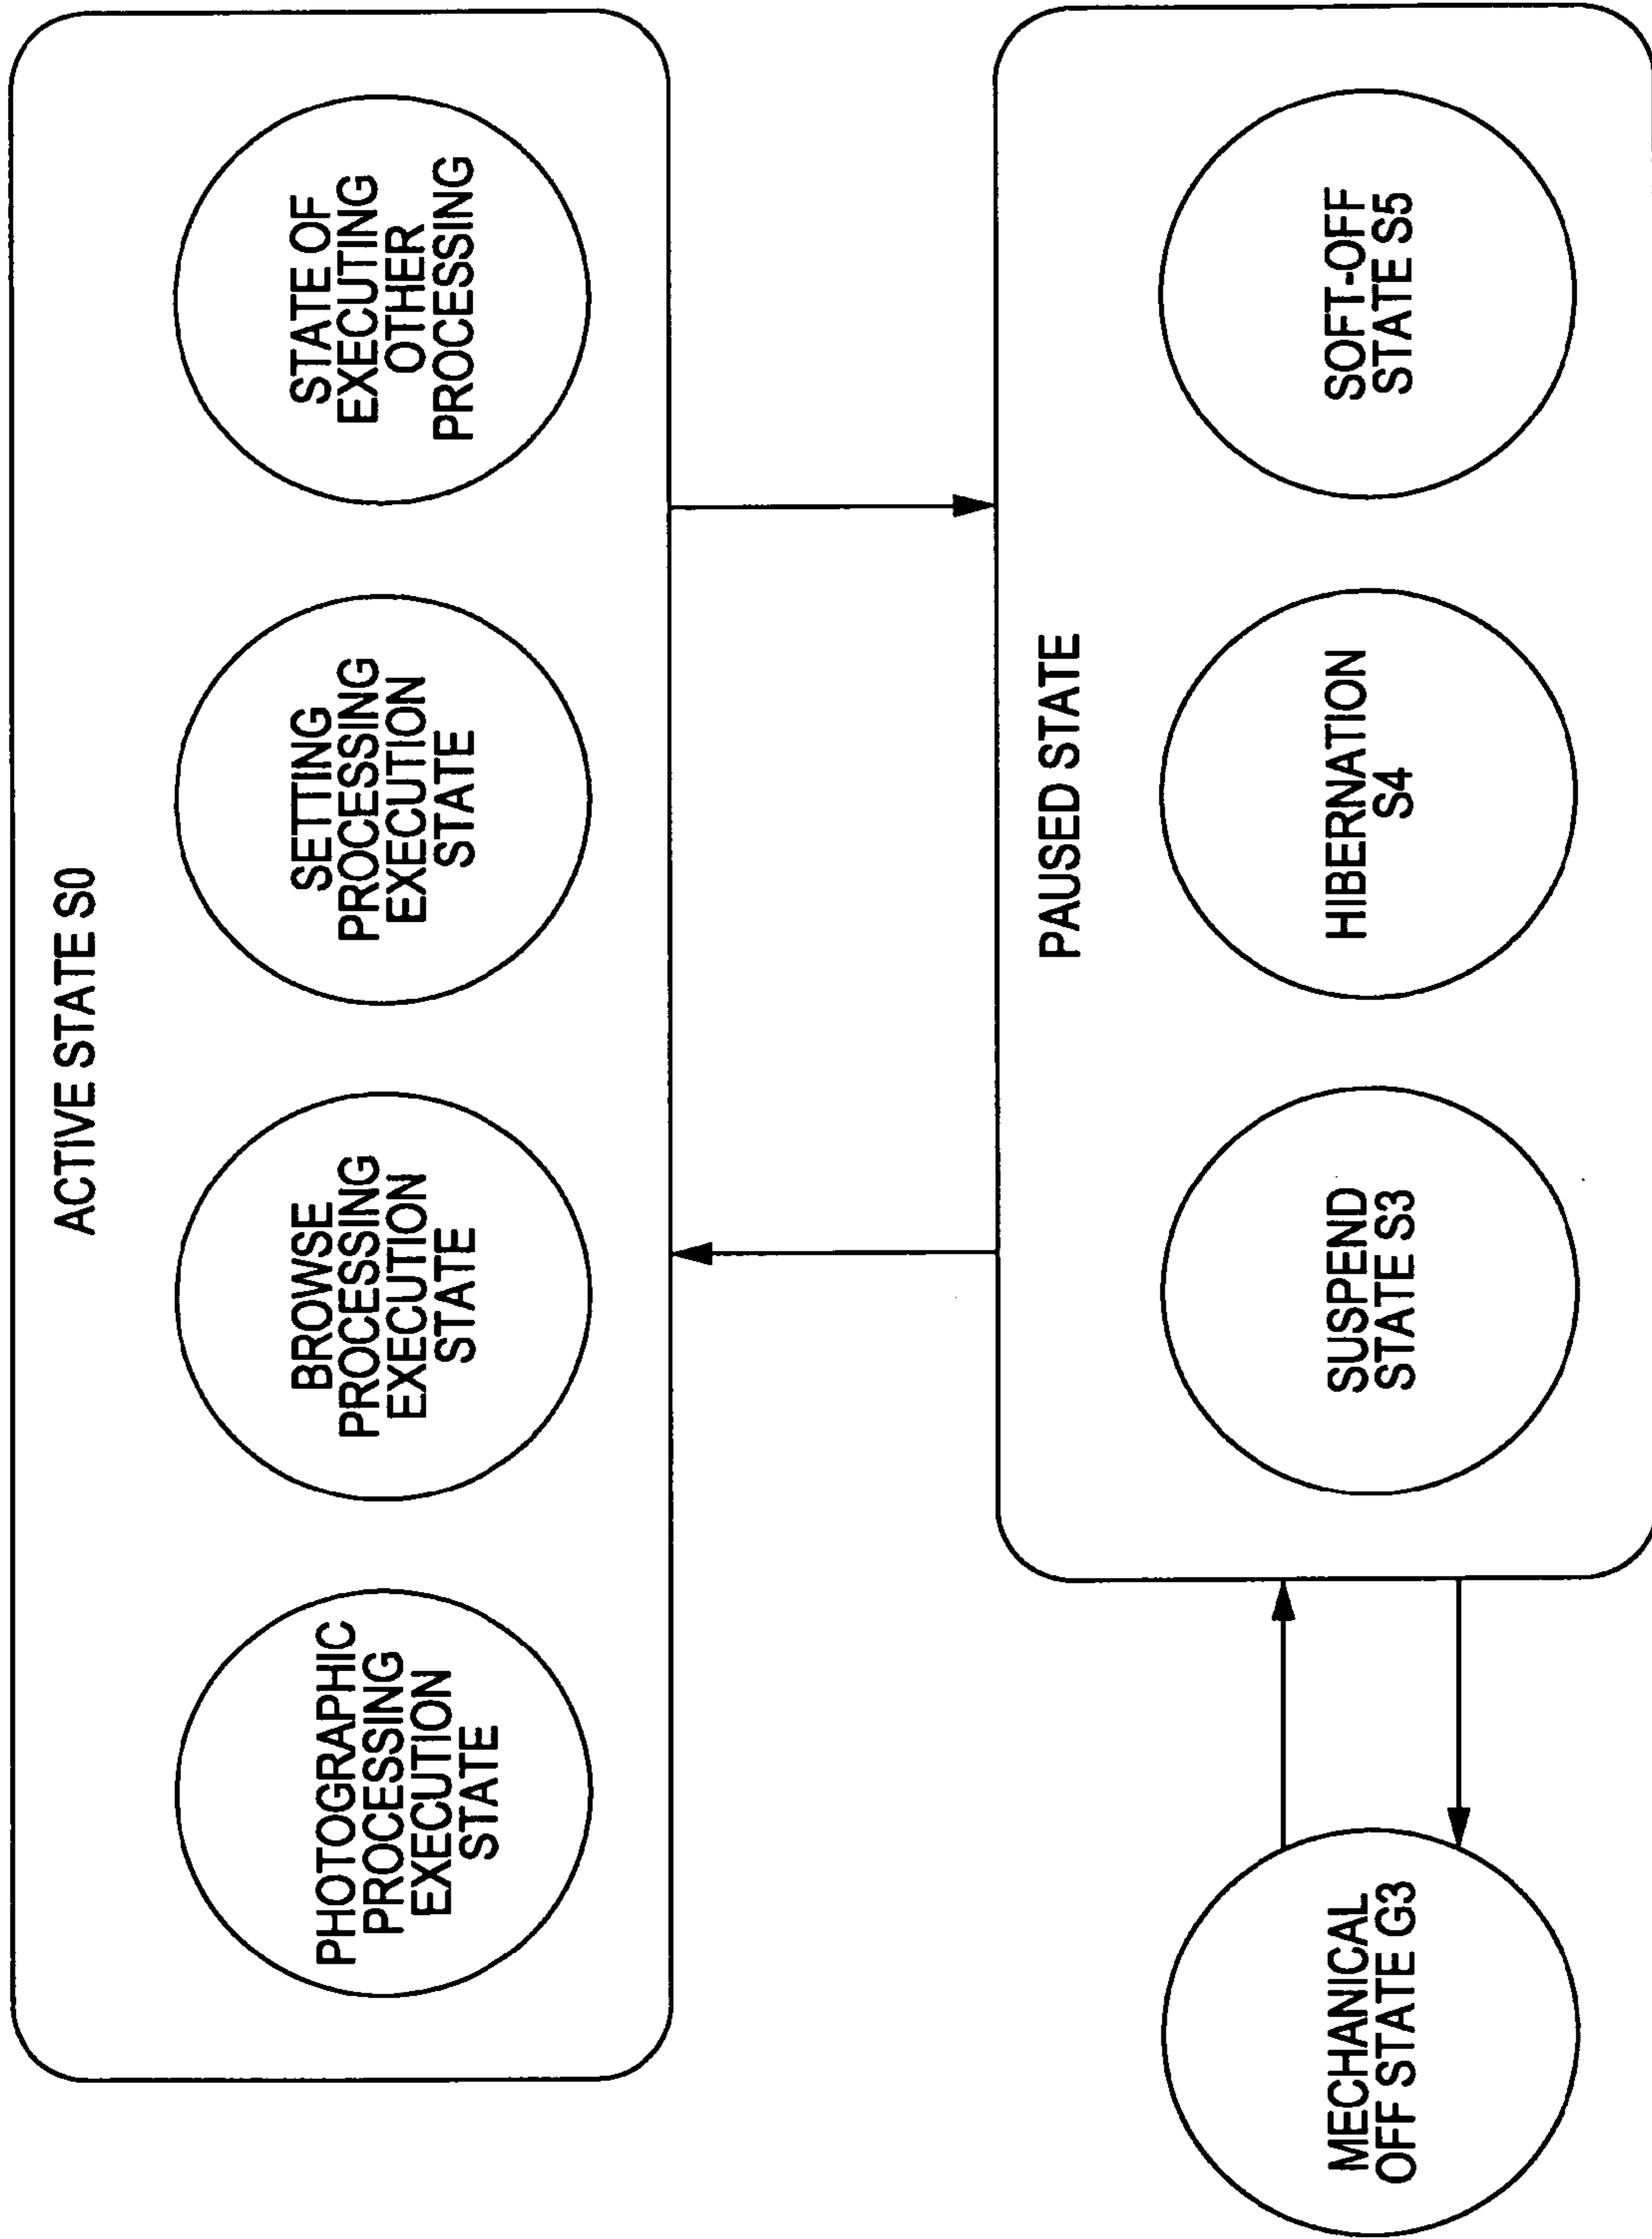 ACTIVE STATE S0
PHOTOGRAPHIC
PROCESSING
EXECUTION
STATE
BROWSE
PROCESSING
EXECUTION
STATE
SETTING
PROCESSING
EXECUTION
STATE
STATE OF
EXECUTING
OTHER
PROCESSING
PAUSED STATE
MECHANICAL
OFF STATE G3
SUSPEND
STATE S3
HIBERNATION
S4
SOFT-OFF
STATE S5